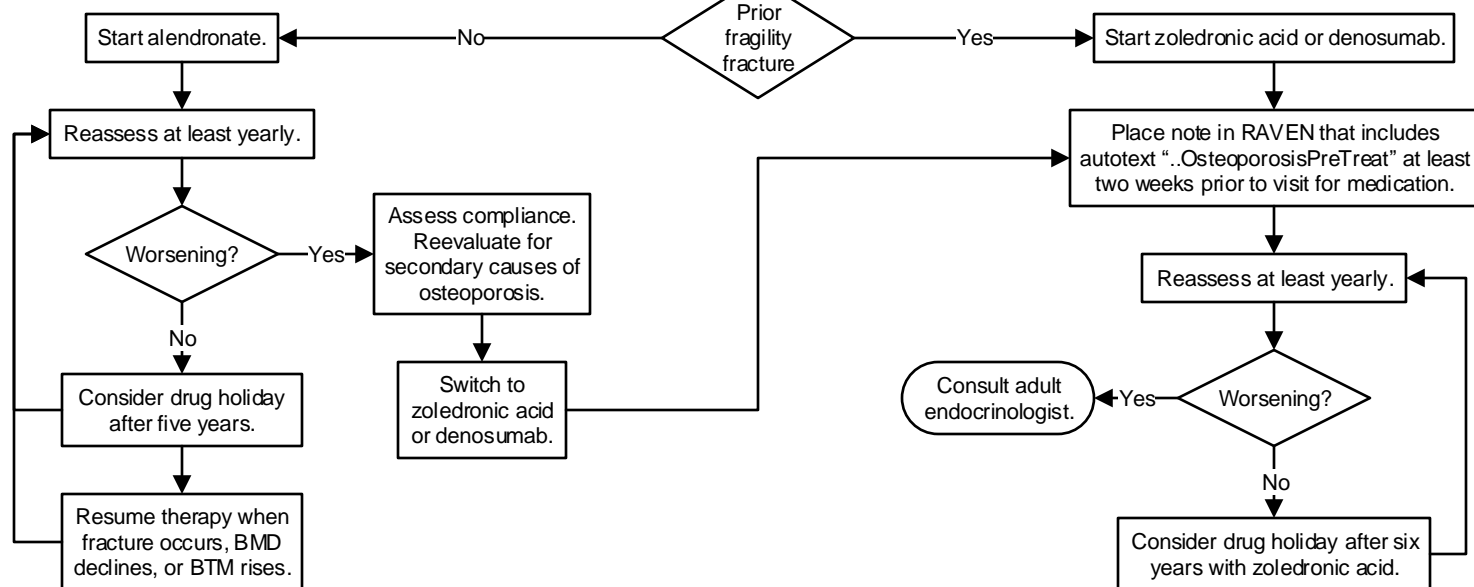 Prior
fragility
fracture
No
Yes
Start alendronate.
Reassess at least yearly.
Worsening?
Yes
Assess compliance.
Reevaluate for
secondary causes of
osteoporosis.
Switch to
zoledronic acid
or denosumab.
No
Consider drug holiday
after five years.
Resume therapy when
fracture occurs, BMD
declines, or BTM rises.
Start zoledronic acid or denosumab.
Place note in RAVEN that includes
autotext “..OsteoporosisPreTreat” at least
two weeks prior to visit for medication.
Reassess at least yearly.
Worsening?
Yes
Consult adult
endocrinologist.
No
Consider drug holiday after six
years with zoledronic acid.